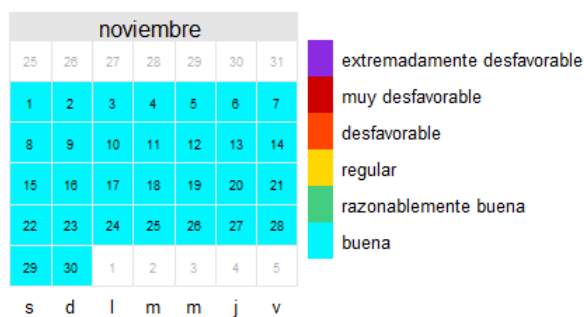 noviembre
25 26 27 28 29 30 31
1 2 3 4 5 6 7
8 9 10 11 12 13 14
15 16 17 18 19 20 21
22 23 24 25 26 27 28
29 30 1 2 3 4 5
s d l m m j v
extremadamente desfavorable
muy desfavorable
desfavorable
regular
razonablemente buena
buena